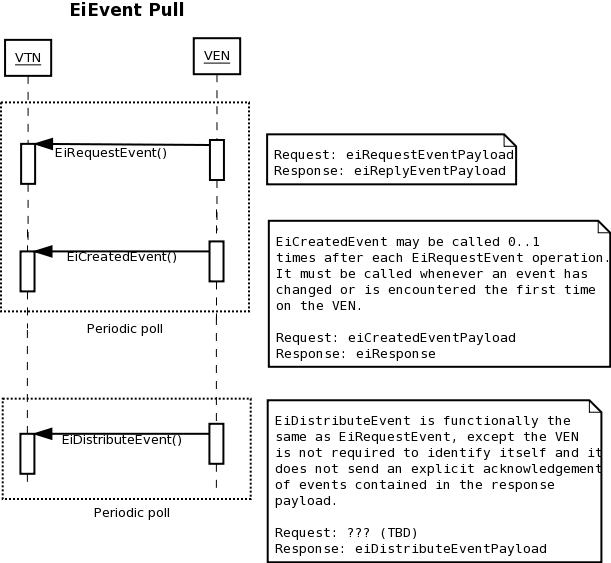 EiEvent Pull
VTN
VEN
EiRequestEvent()
Request: eiRequestEventPayload
Response: eiReplyEventPayload
EiCreatedEvent()
EiCreatedEvent may be called 0..1
times after each EiRequestEvent operation.
It must be called whenever an event has
changed or is encountered the first time
on the VEN.
Request: eiCreatedEventPayload
Response: eiResponse
Periodic poll
EiDistributeEvent()
EiDistributeEvent is functionally the
same as EiRequestEvent, except the VEN
is not required to identify itself and it
does not send an explicit acknowledgement
of events contained in the response
payload.
Request: ??? (TBD)
Response: eiDistributeEventPayload
Periodic poll